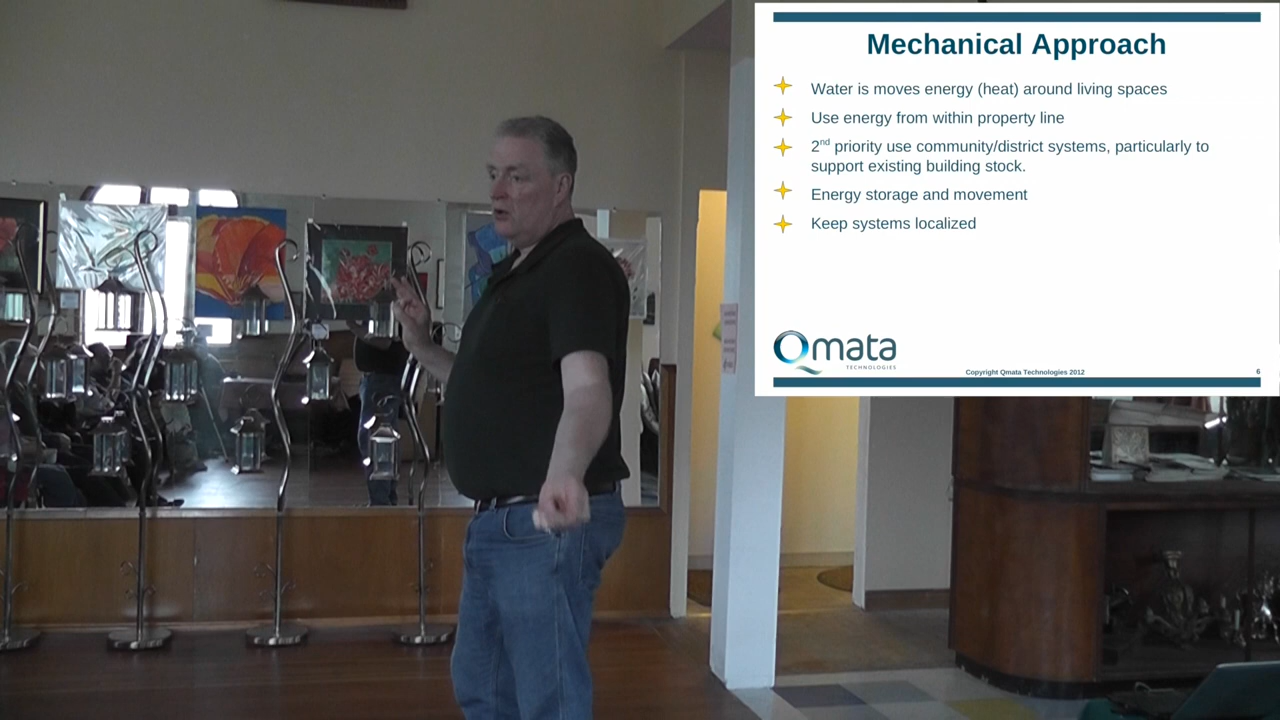 Mechanical Approach
Water is moves energy (heat) around living spaces
Use energy from within property line
2nd priority use community/district systems, particularly to
support existing building stock.
Energy storage and movement
Keep systems localized
Qmata
TECHNOLOGIES
Copyright Qmata Technologies 2012
6